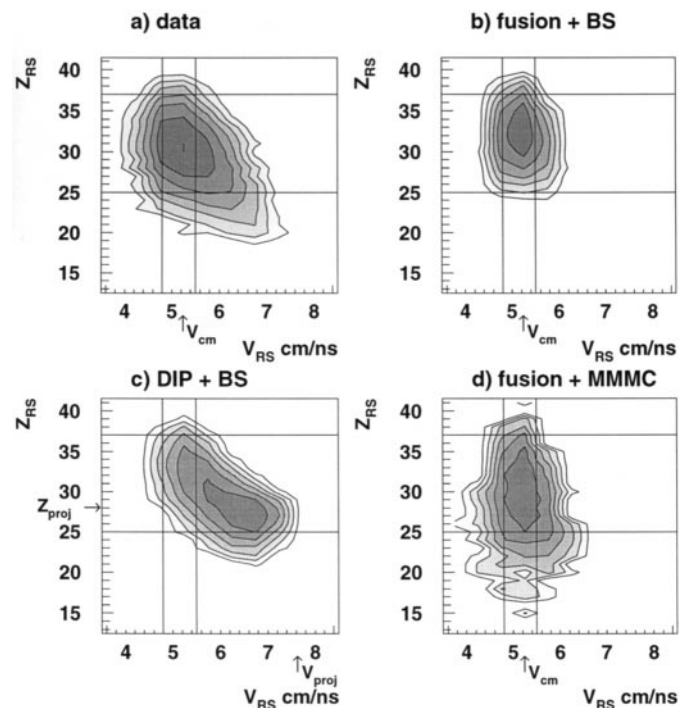 a) data
b) fusion + BS
Z_RS
40
35
30
25
20
15
4 5 6 7 8
↑V_cm
V_RS cm/ns
Z_RS
40
35
30
25
20
15
4 5 6 7 8
↑V_cm
V_RS cm/ns
c) DIP + BS
d) fusion + MMMC
Z_RS
40
35
30
Z_proj →
25
20
15
4 5 6 7 8
↑V_proj
V_RS cm/ns
Z_RS
40
35
30
25
20
15
4 5 6 7 8
↑V_cm
V_RS cm/ns